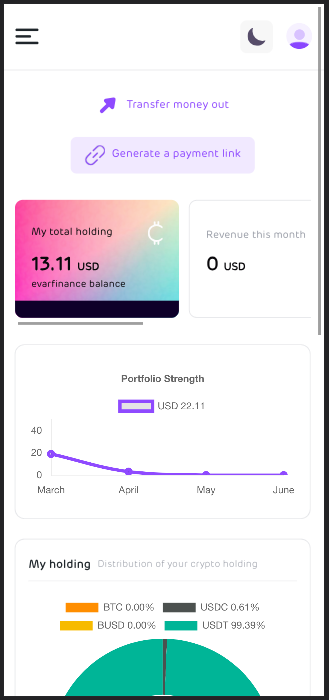 Transfer money out
Generate a payment link
My total holding
13.11 USD
evarfinance balance
Revenue this month
0 USD
Portfolio Strength
USD 22.11
40
20
0
March April May June
My holding Distribution of your crypto holding
BTC 0.00% USDC 0.61%
BUSD 0.00% USDT 99.39%